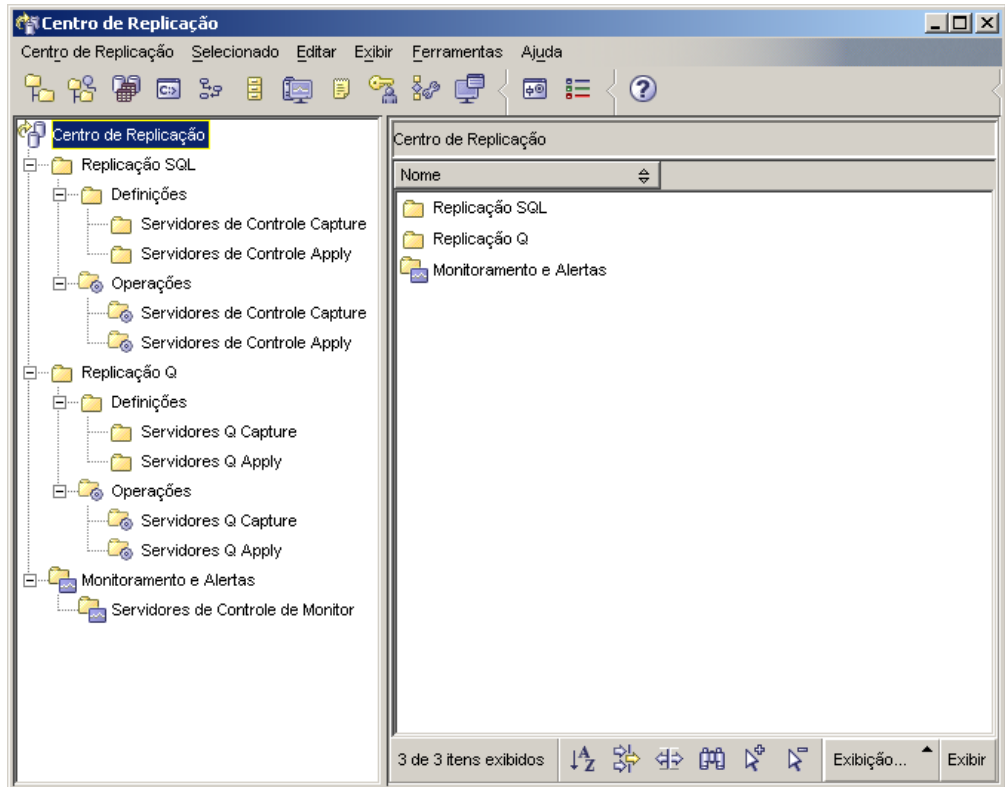 Centro de Replicação
Centro de Replicação Selecionado Editar Exibir Ferramentas Ajuda
Centro de Replicação
Replicação SQL
Definições
Servidores de Controle Capture
Servidores de Controle Apply
Operações
Servidores de Controle Capture
Servidores de Controle Apply
Replicação Q
Definições
Servidores Q Capture
Servidores Q Apply
Operações
Servidores Q Capture
Servidores Q Apply
Monitoramento e Alertas
Servidores de Controle de Monitor
Centro de Replicação
Nome
Replicação SQL
Replicação Q
Monitoramento e Alertas
3 de 3 itens exibidos Exibição... Exibir